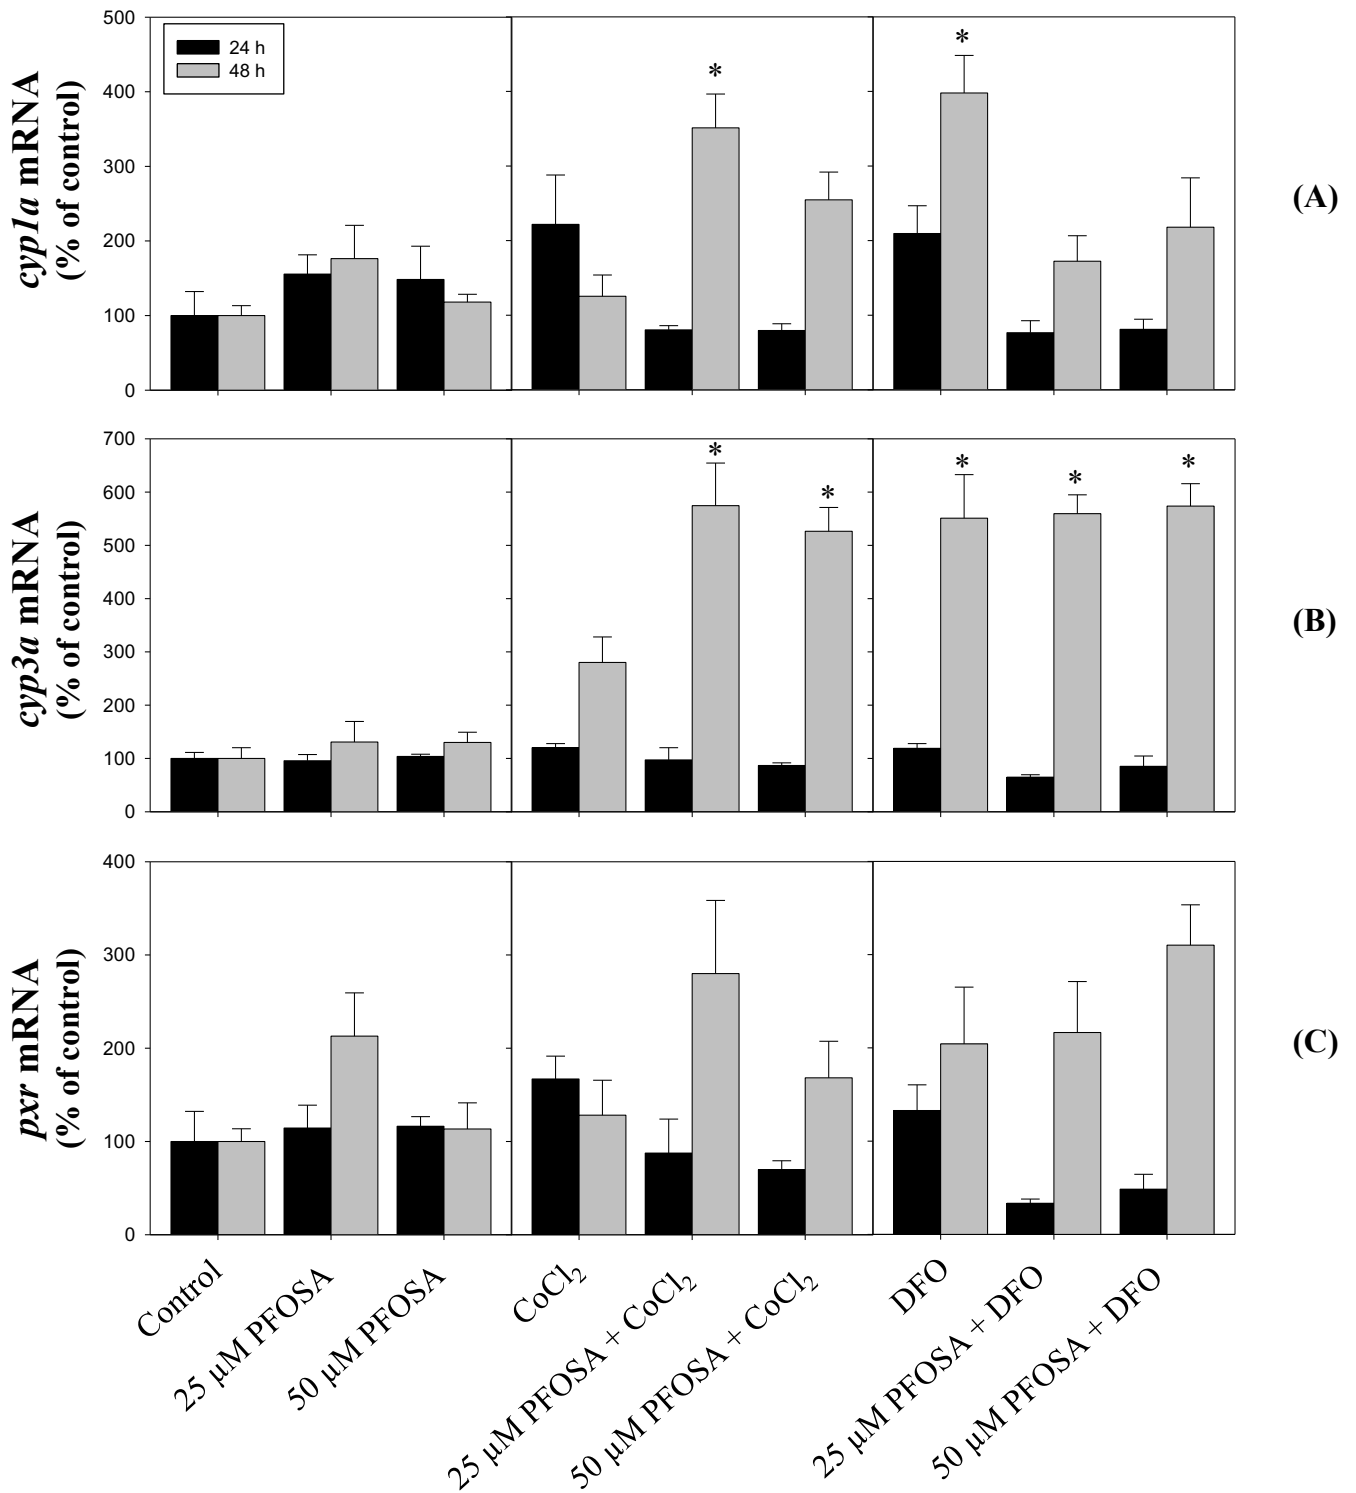 24 h
48 h
cyp1a mRNA
(% of control)
500
400
300
200
100
0
*
*
(A)
cyp3a mRNA
(% of control)
700
600
500
400
300
200
100
0
*
*
*
*
*
(B)
pxr mRNA
(% of control)
400
300
200
100
0
(C)
Control
25 µM PFOSA
50 µM PFOSA
CoCl₂
25 µM PFOSA + CoCl₂
50 µM PFOSA + CoCl₂
DFO
25 µM PFOSA + DFO
50 µM PFOSA + DFO